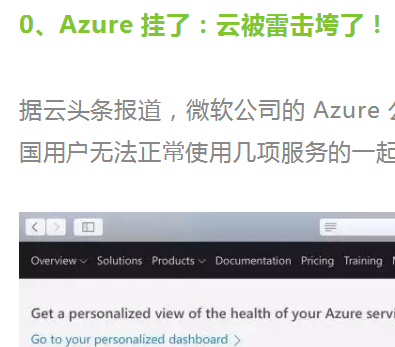 0、Azure 挂了：云被雷击垮了！
据云头条报道，微软公司的 Azure
国用户无法正常使用几项服务的一起
Overview Solutions Products Documentation Pricing Training
Get a personalized view of the health of your Azure servi
Go to your personalized dashboard >